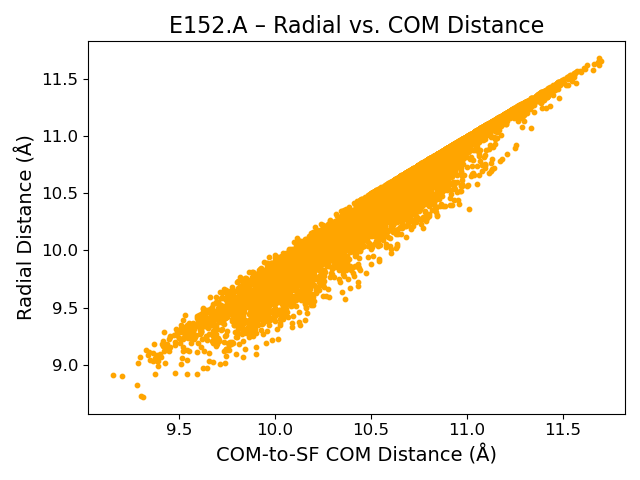 E152.A – Radial vs. COM Distance
Radial Distance (Å)
11.5
11.0
10.5
10.0
9.5
9.0
9.5 10.0 10.5 11.0 11.5
COM-to-SF COM Distance (Å)